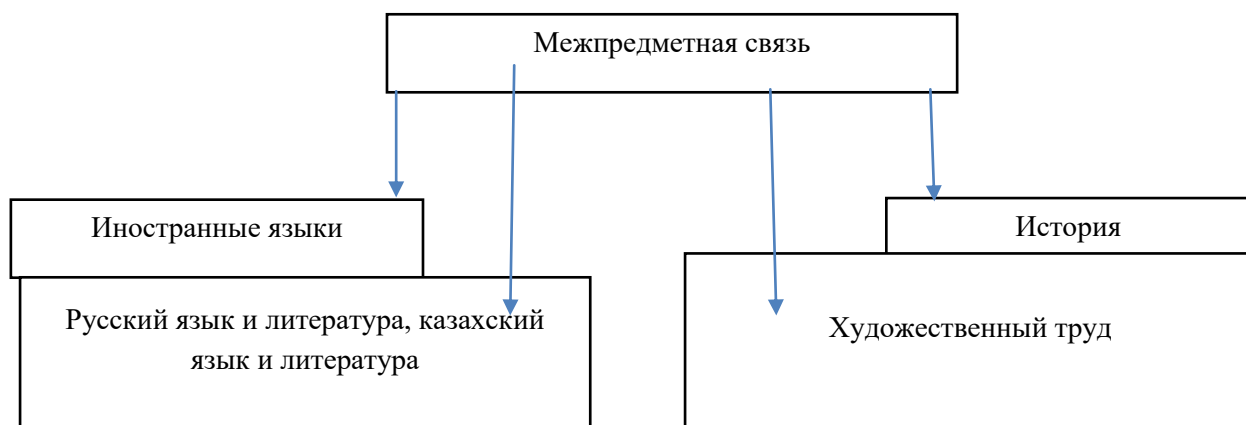 Межпредметная связь
Иностранные языки
История
Русский язык и литература, казахский
язык и литература
Художественный труд